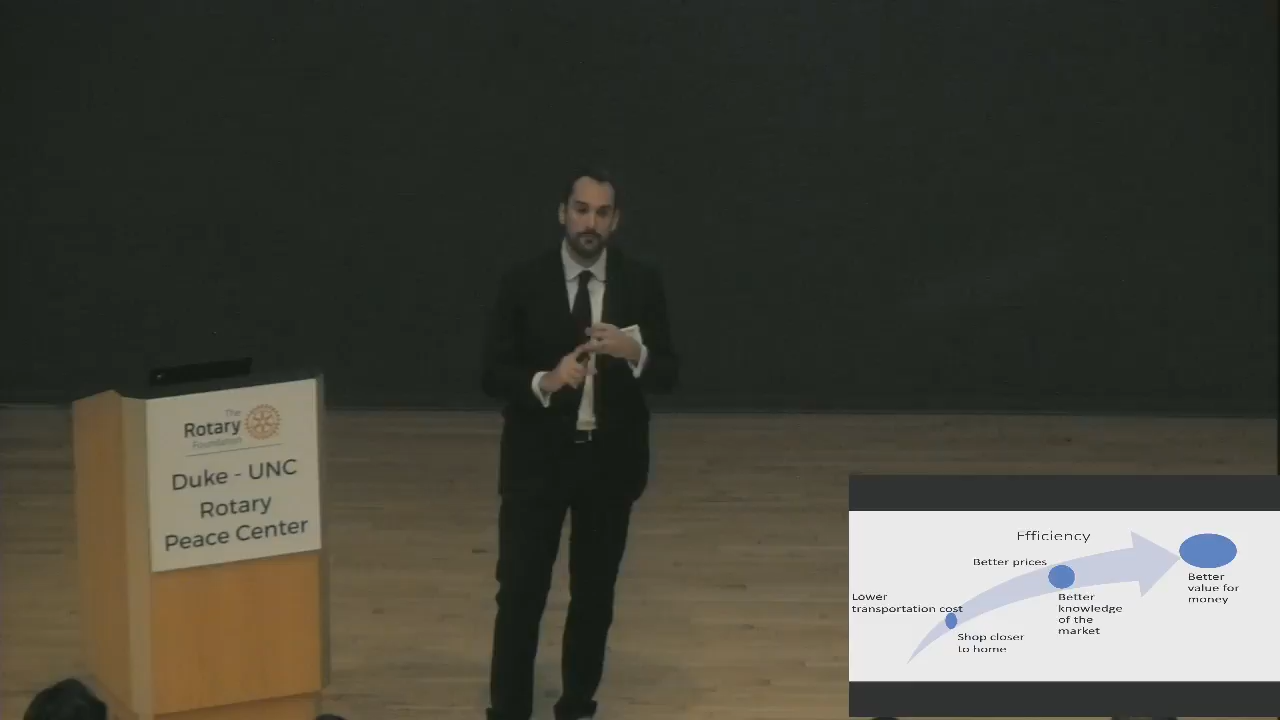 The
Rotary
Foundation
Duke - UNC
Rotary
Peace Center
Efficiency
Better prices
Lower
transportation cost
Shop closer
to home
Better
knowledge
of the
market
Better
value for
money